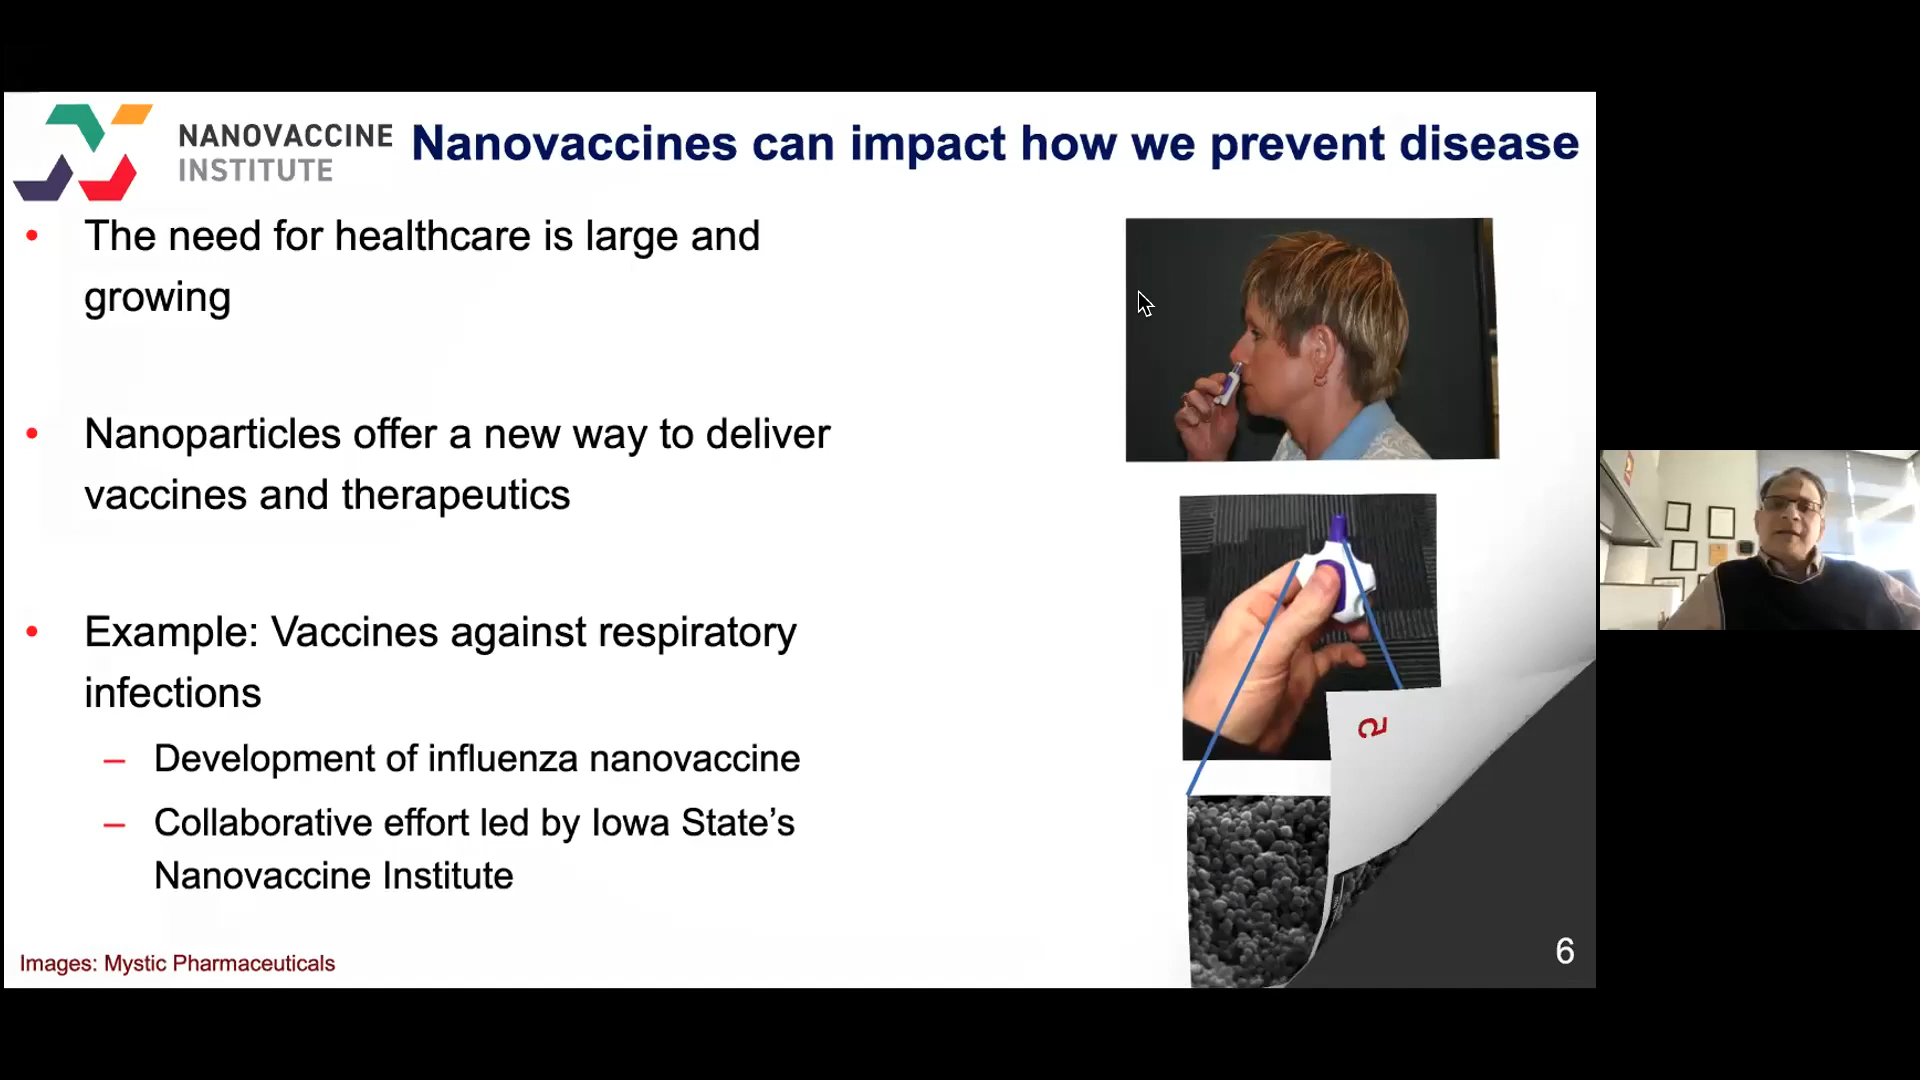 NANOVACCINE
INSTITUTE
Nanovaccines can impact how we prevent disease
• The need for healthcare is large and
growing
• Nanoparticles offer a new way to deliver
vaccines and therapeutics
• Example: Vaccines against respiratory
infections
– Development of influenza nanovaccine
– Collaborative effort led by Iowa State’s
Nanovaccine Institute
Images: Mystic Pharmaceuticals
5
6